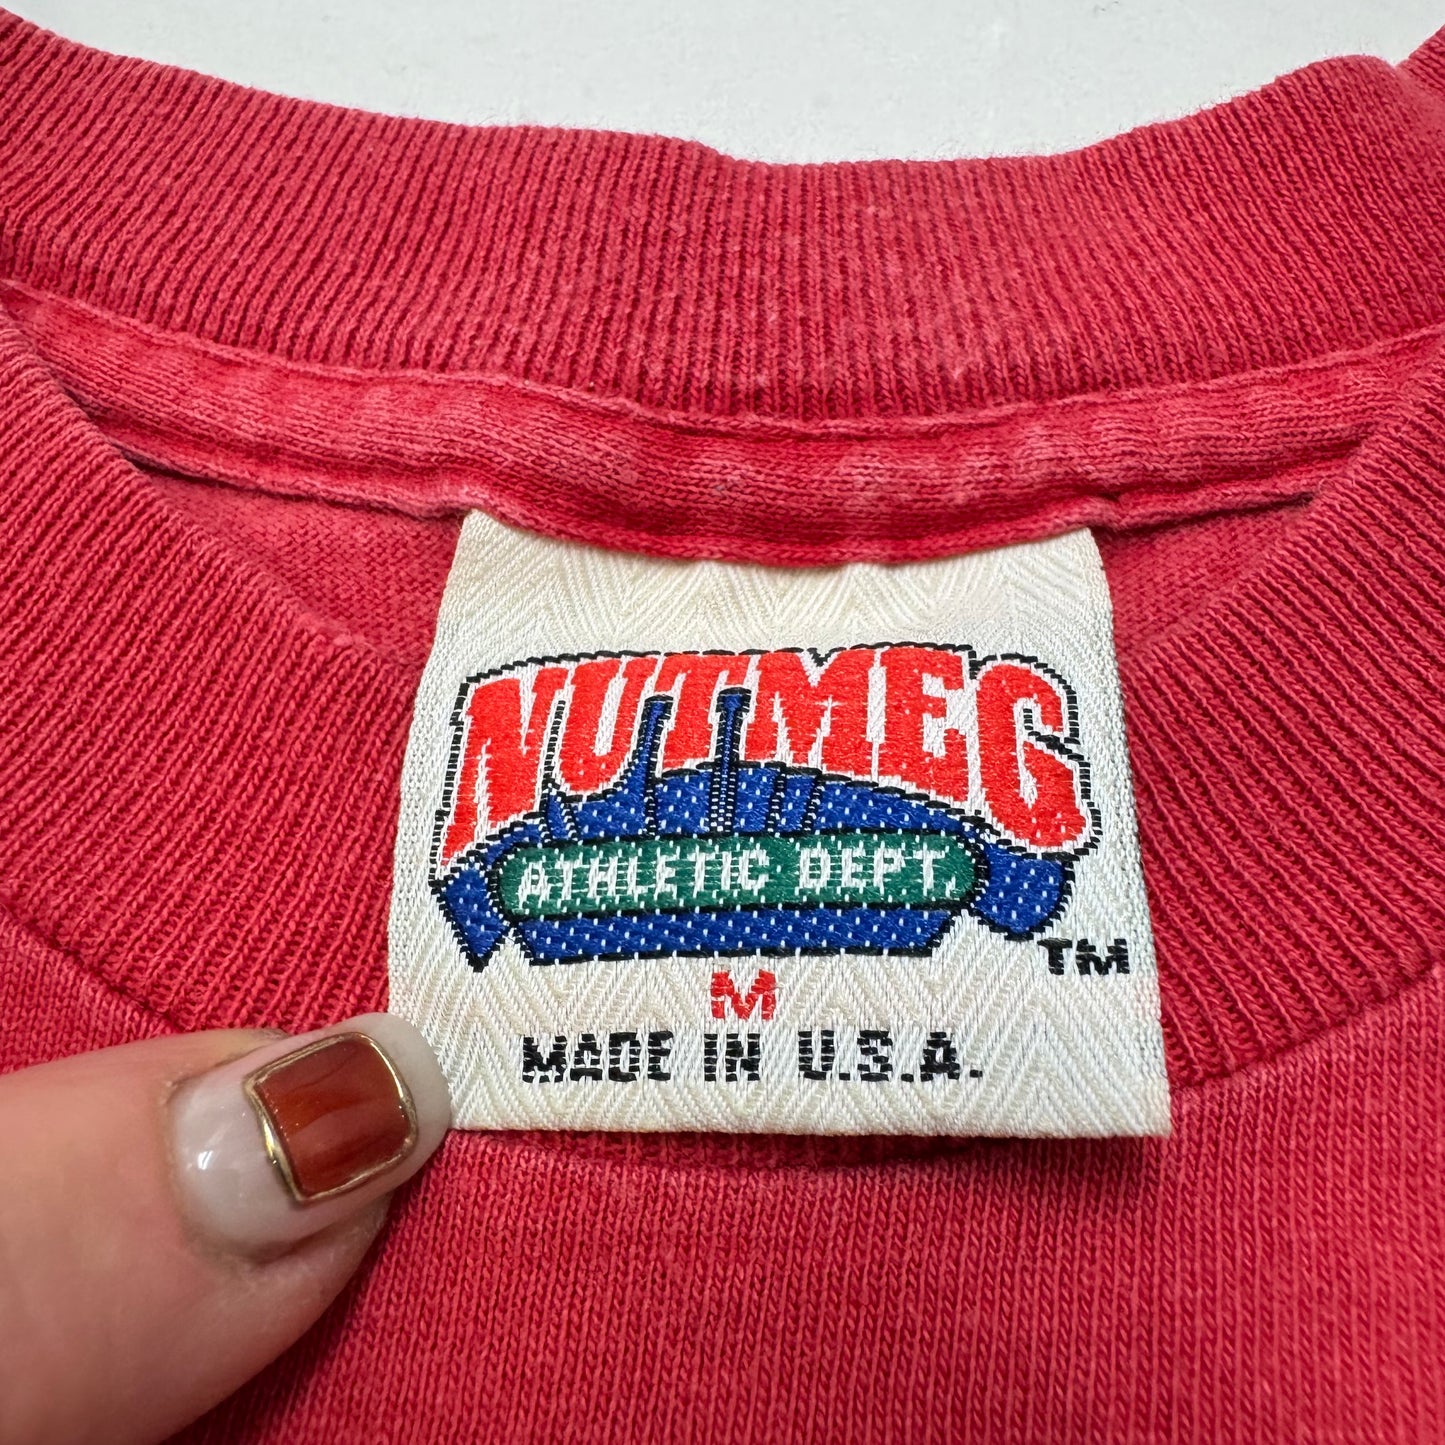 NUTMEG
ATHLETIC DEPT.
TM
M
MADE IN U.S.A.